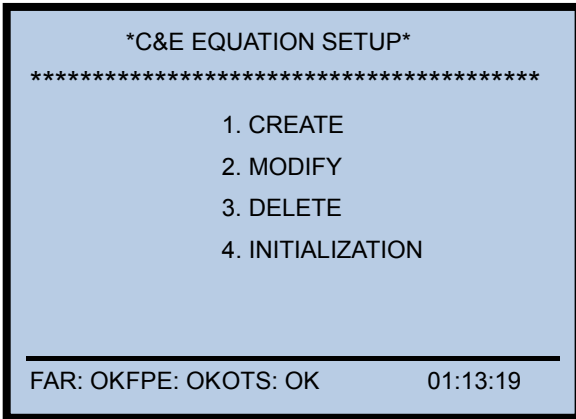 *C&E EQUATION SETUP*
*****************************************
1. CREATE
2. MODIFY
3. DELETE
4. INITIALIZATION
FAR: OKFPE: OKOTS: OK 01:13:19